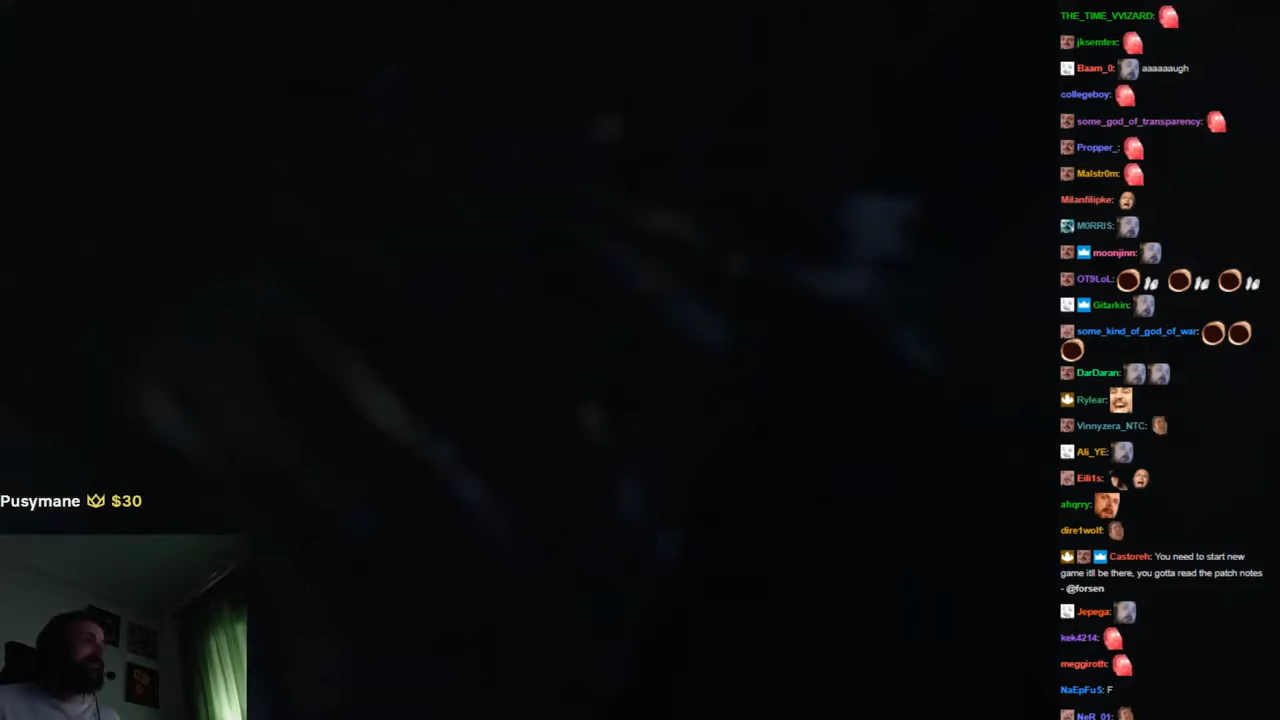 THE_TIME_VVIZARD:
jksemtex:
Baam_0: aaaaaaugh
collegeboy:
some_god_of_transparency:
Propper_:
Malstr0m:
Milanfilipke:
M0RRIS:
moonjinn:
OT9LoL:
Gitarkin:
some_kind_of_god_of_war:
DarDaran:
Rylear:
Vinnyzera_NTC:
Ali_YE:
Eili1s:
Pusymane $30
ahqrry:
dire1wolf:
Castoreh: You need to start new
game itll be there, you gotta read the patch notes
- @forsen
Jepega:
kek4214:
meggiroth:
NaEpFuS: F
NeR_01: